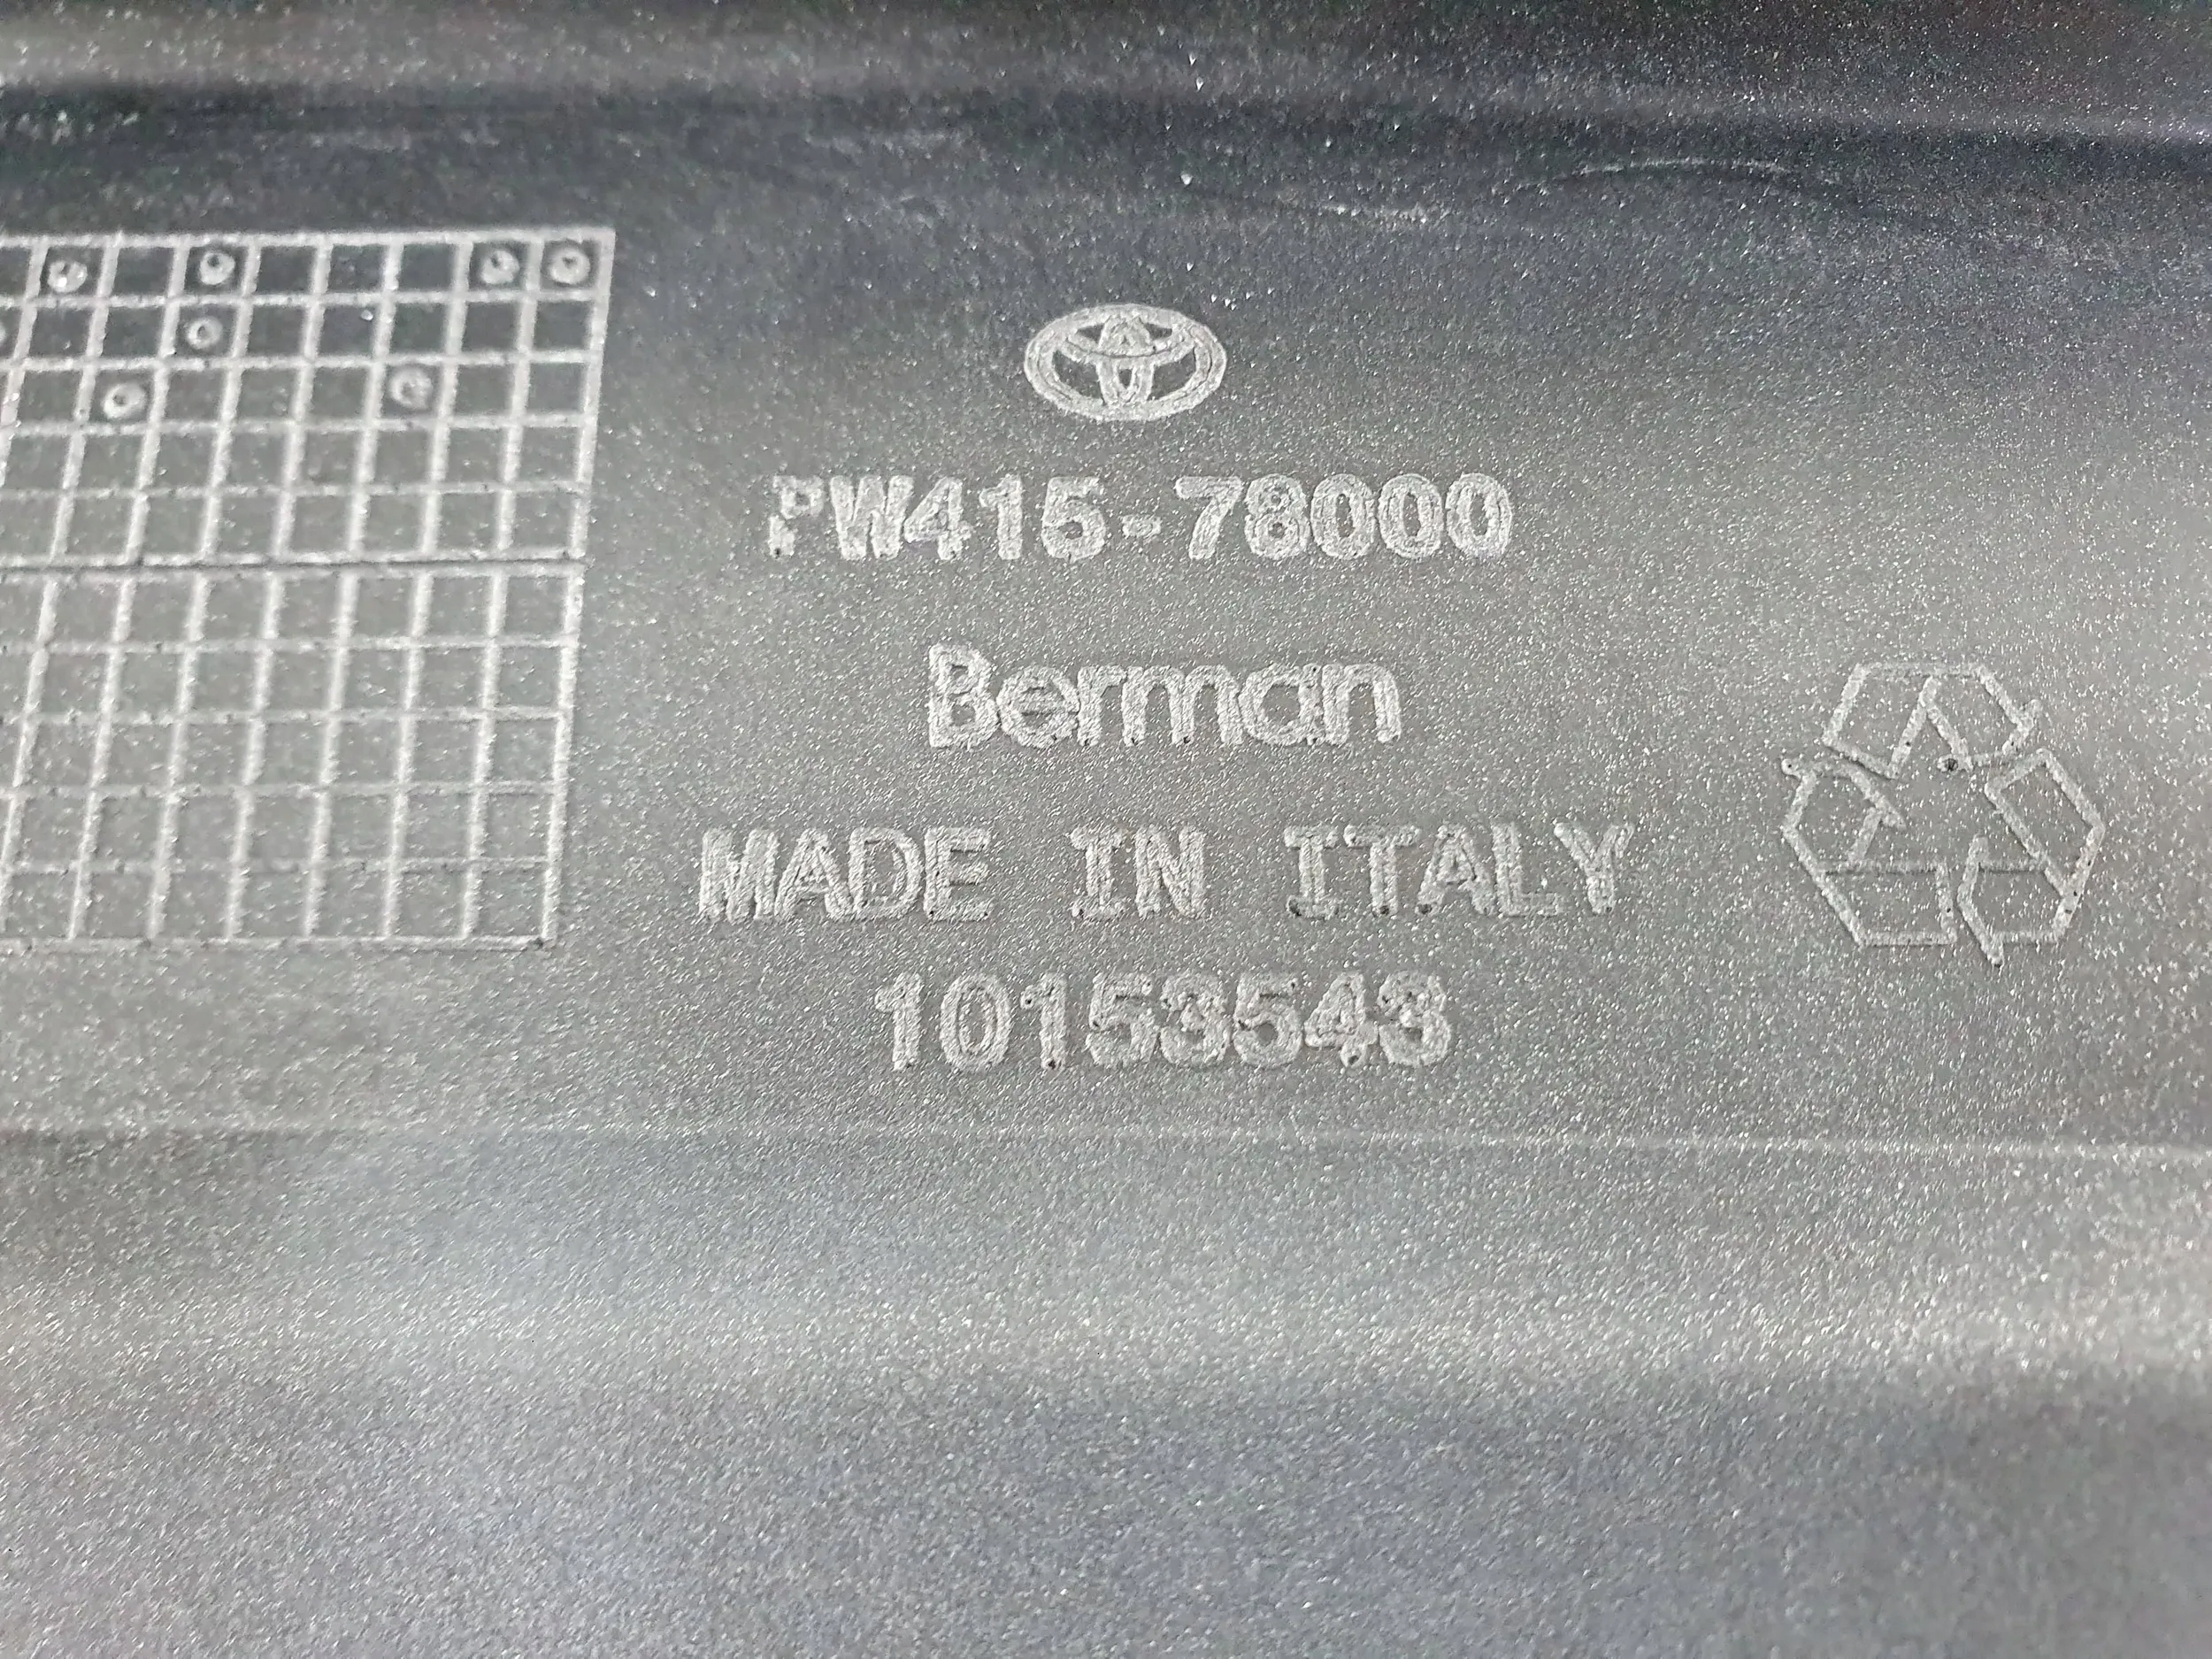 PW415-78000
Berman
MADE IN ITALY
10153543